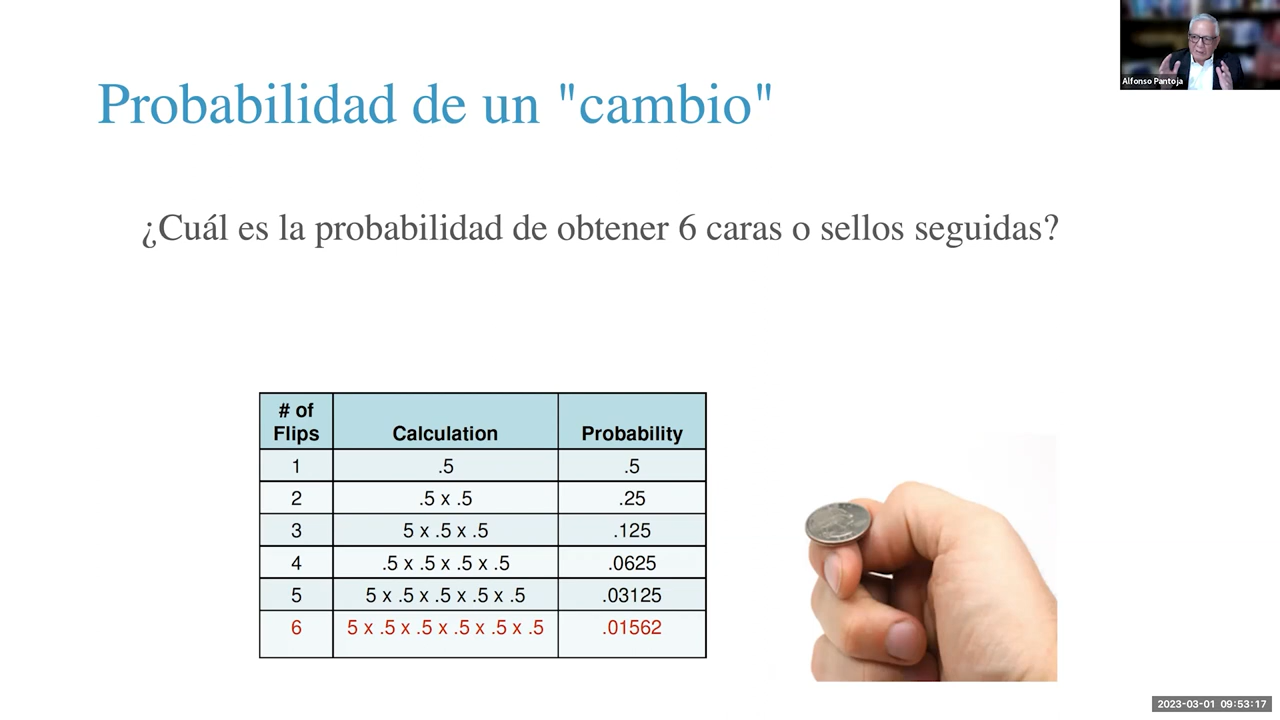 Alfonso Pantoja
Probabilidad de un "cambio"
¿Cuál es la probabilidad de obtener 6 caras o sellos seguidas?
# of Flips Calculation Probability
1 .5 .5
2 .5 x .5 .25
3 5 x .5 x .5 .125
4 .5 x .5 x .5 x .5 .0625
5 5 x .5 x .5 x .5 x .5 .03125
6 5 x .5 x .5 x .5 x .5 x .5 .01562
2023-03-01 09:53:17